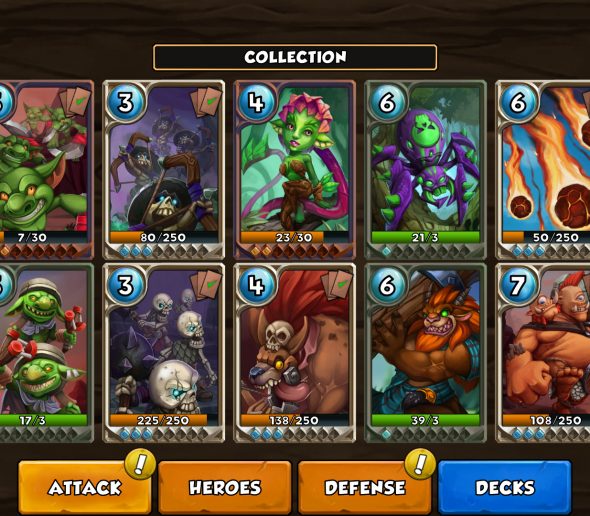 COLLECTION
3 4 6 6
7/30 80/250 23/30 21/3 50/250
3 4 6 7
17/3 225/250 138/250 39/3 108/250
ATTACK ! HEROES DEFENSE ! DECKS